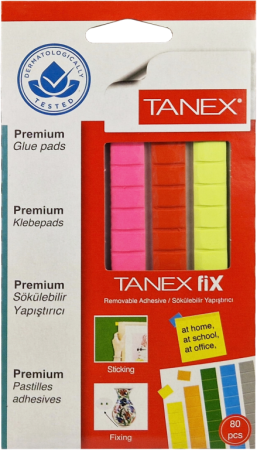 DERMATOLOGICALLY
TESTED
TANEX®
Premium
Glue pads
Premium
Klebepads
Premium
Sökülebilir
Yapıştırıcı
Premium
Pastilles
adhesives
TANEX fiX
Removable Adhesive / Sökülebilir Yapıştırıcı
Sticking
Fixing
at home,
at school,
at office,
80
pcs